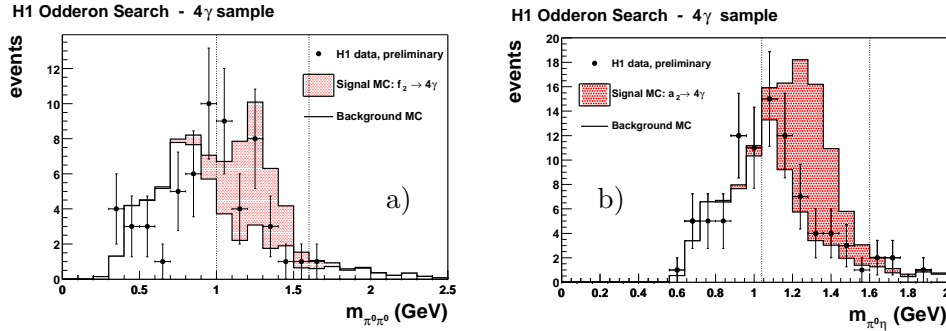 H1 Odderon Search - 4γ sample
events
12
10
8
6
4
2
0
0 0.5 1 1.5 2 2.5
m π⁰π⁰ (GeV)
H1 data, preliminary
Signal MC: f₂ → 4γ
Background MC
a)
H1 Odderon Search - 4γ sample
events
20
18
16
14
12
10
8
6
4
2
0
0 0.2 0.4 0.6 0.8 1 1.2 1.4 1.6 1.8 2
m π⁰η (GeV)
H1 data, preliminary
Signal MC: a₂ → 4γ
Background MC
b)